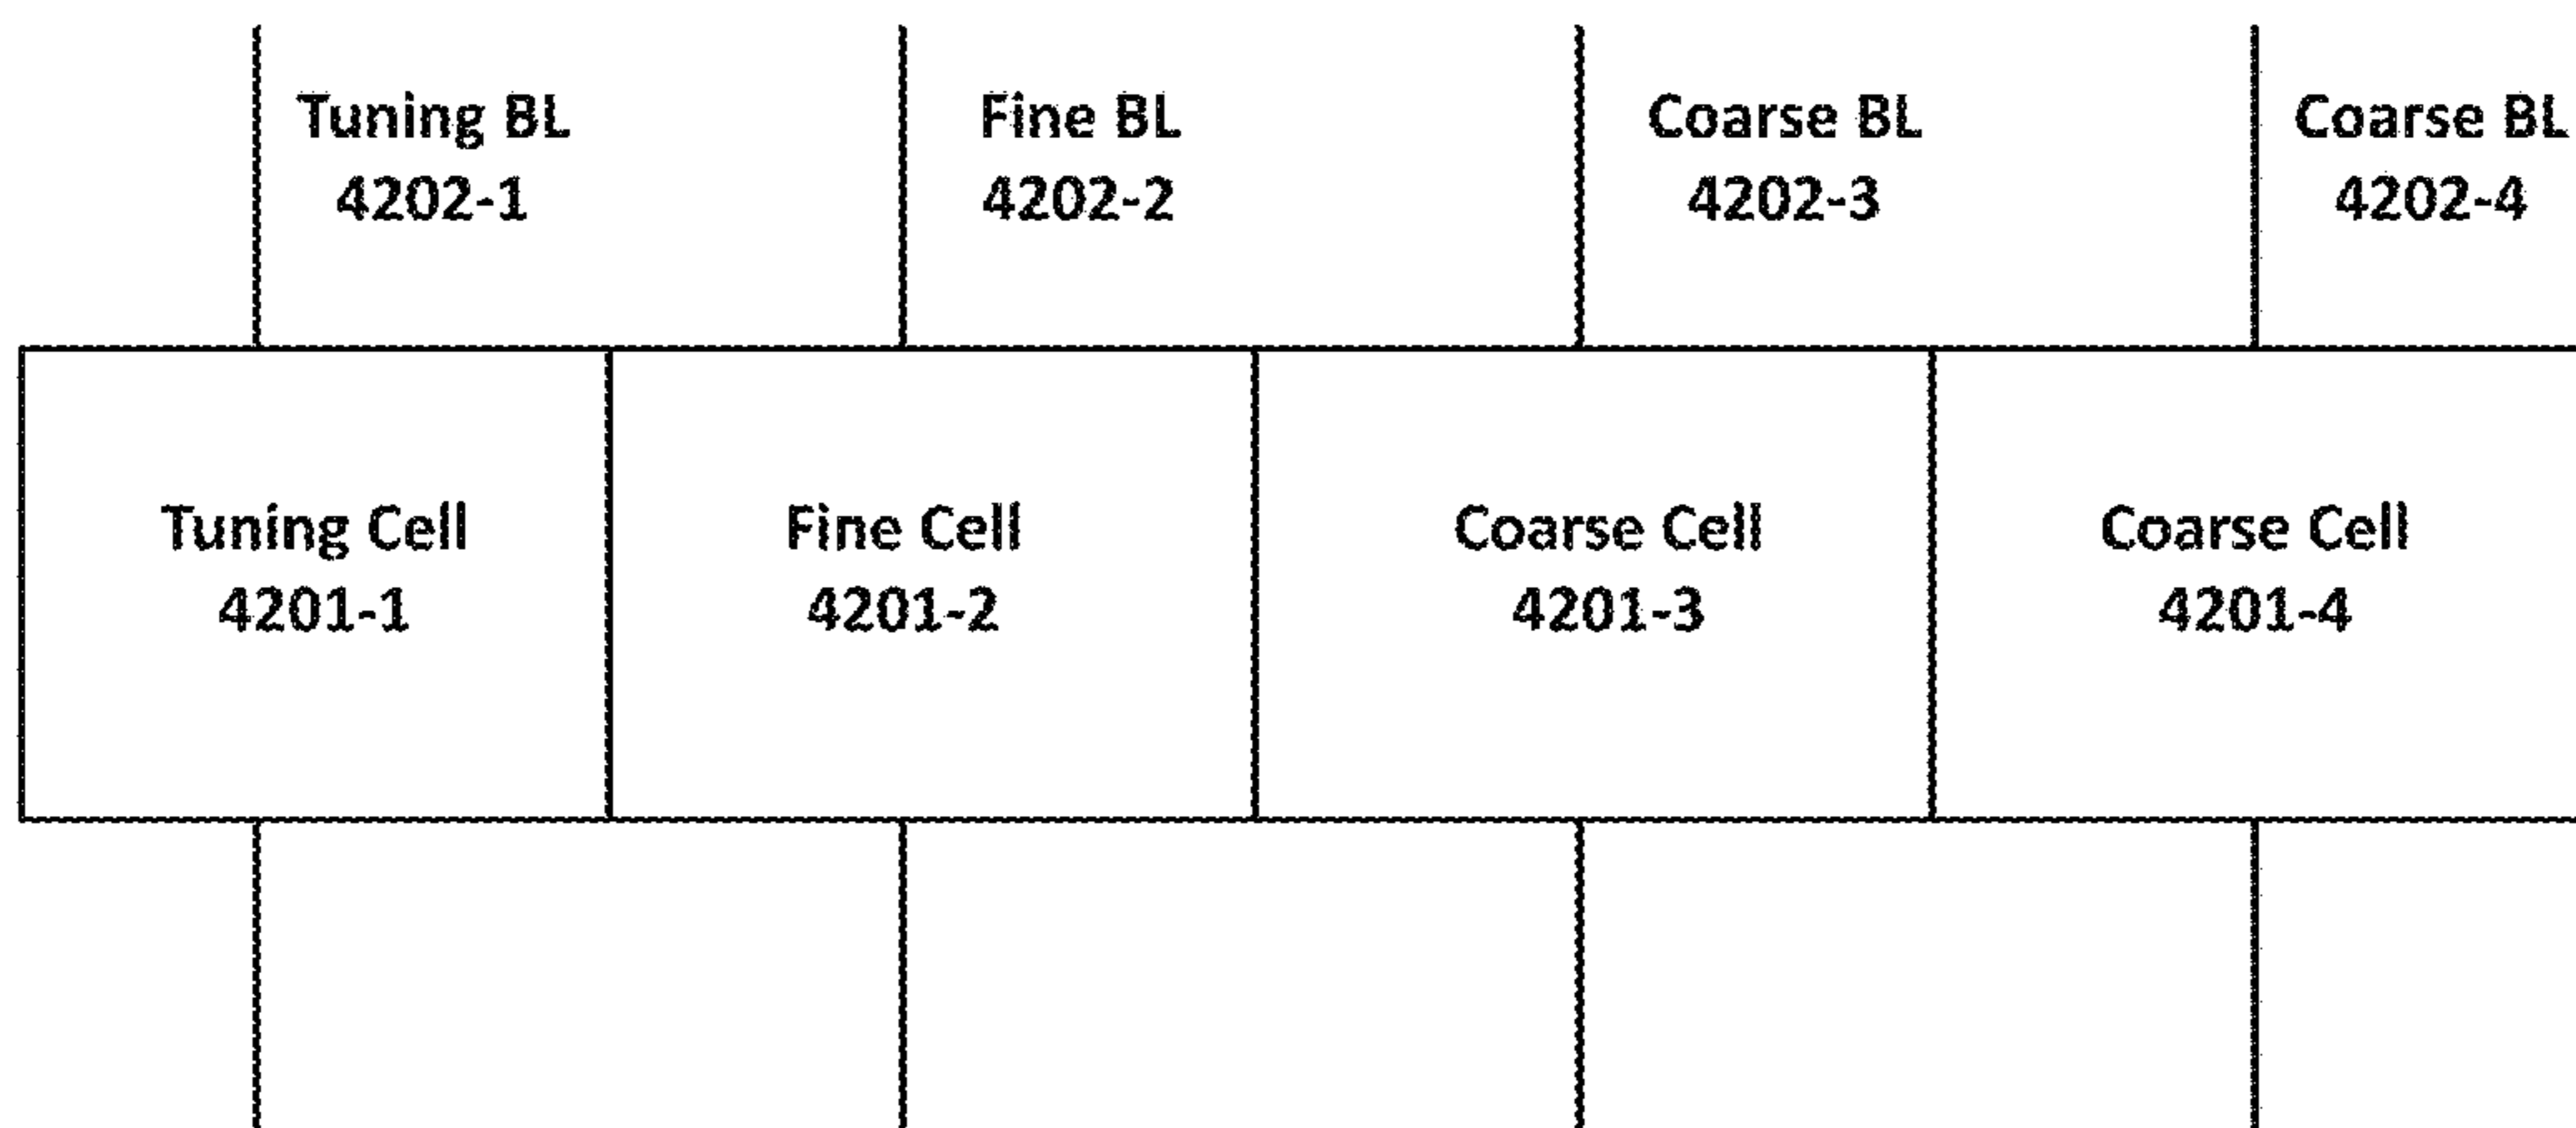 Tuning BL
4202-1
Fine BL
4202-2
Coarse BL
4202-3
Coarse BL
4202-4
Tuning Cell
4201-1
Fine Cell
4201-2
Coarse Cell
4201-3
Coarse Cell
4201-4